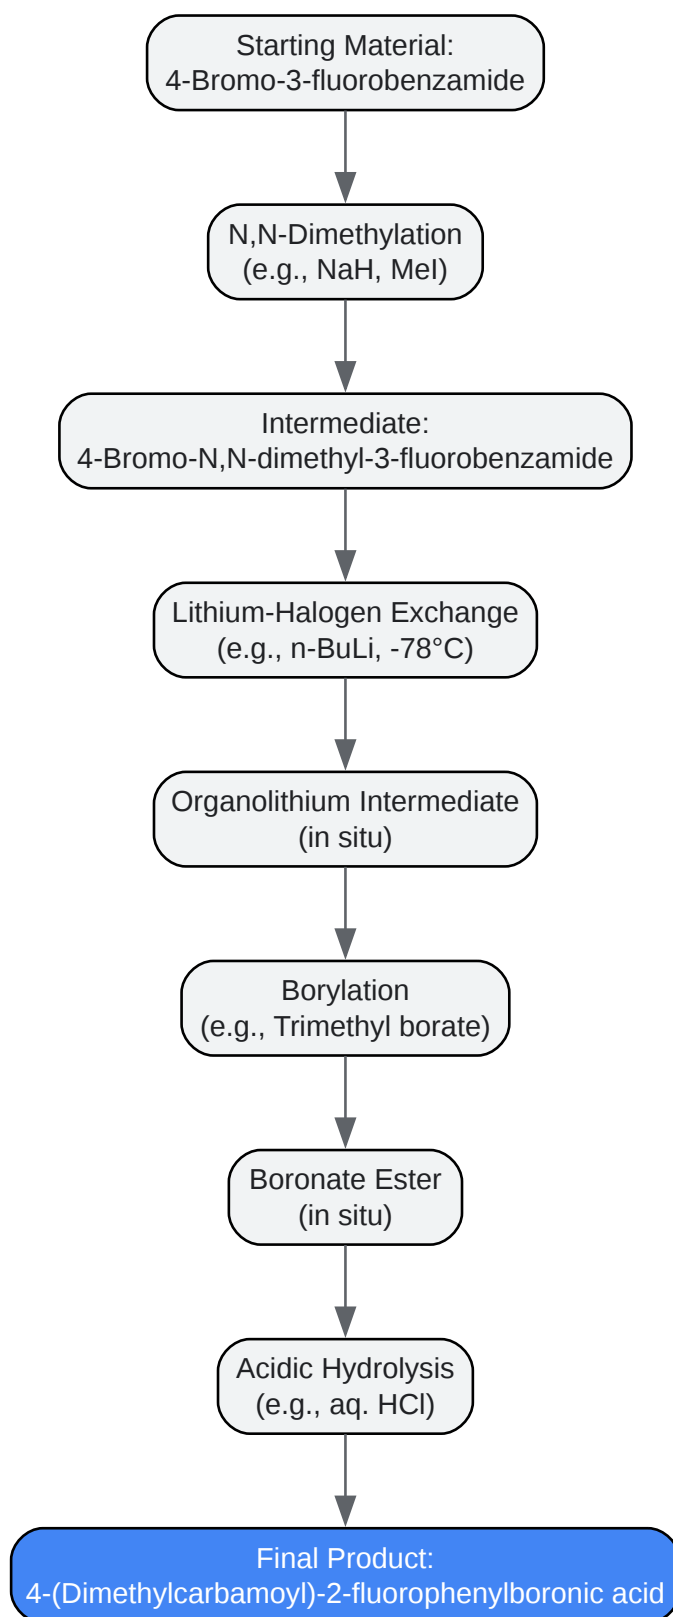 Starting Material:
4-Bromo-3-fluorobenzamide
N,N-Dimethylation
(e.g., NaH, MeI)
Intermediate:
4-Bromo-N,N-dimethyl-3-fluorobenzamide
Lithium-Halogen Exchange
(e.g., n-BuLi, -78°C)
Organolithium Intermediate
(in situ)
Borylation
(e.g., Trimethyl borate)
Boronate Ester
(in situ)
Acidic Hydrolysis
(e.g., aq. HCl)
Final Product:
4-(Dimethylcarbamoyl)-2-fluorophenylboronic acid